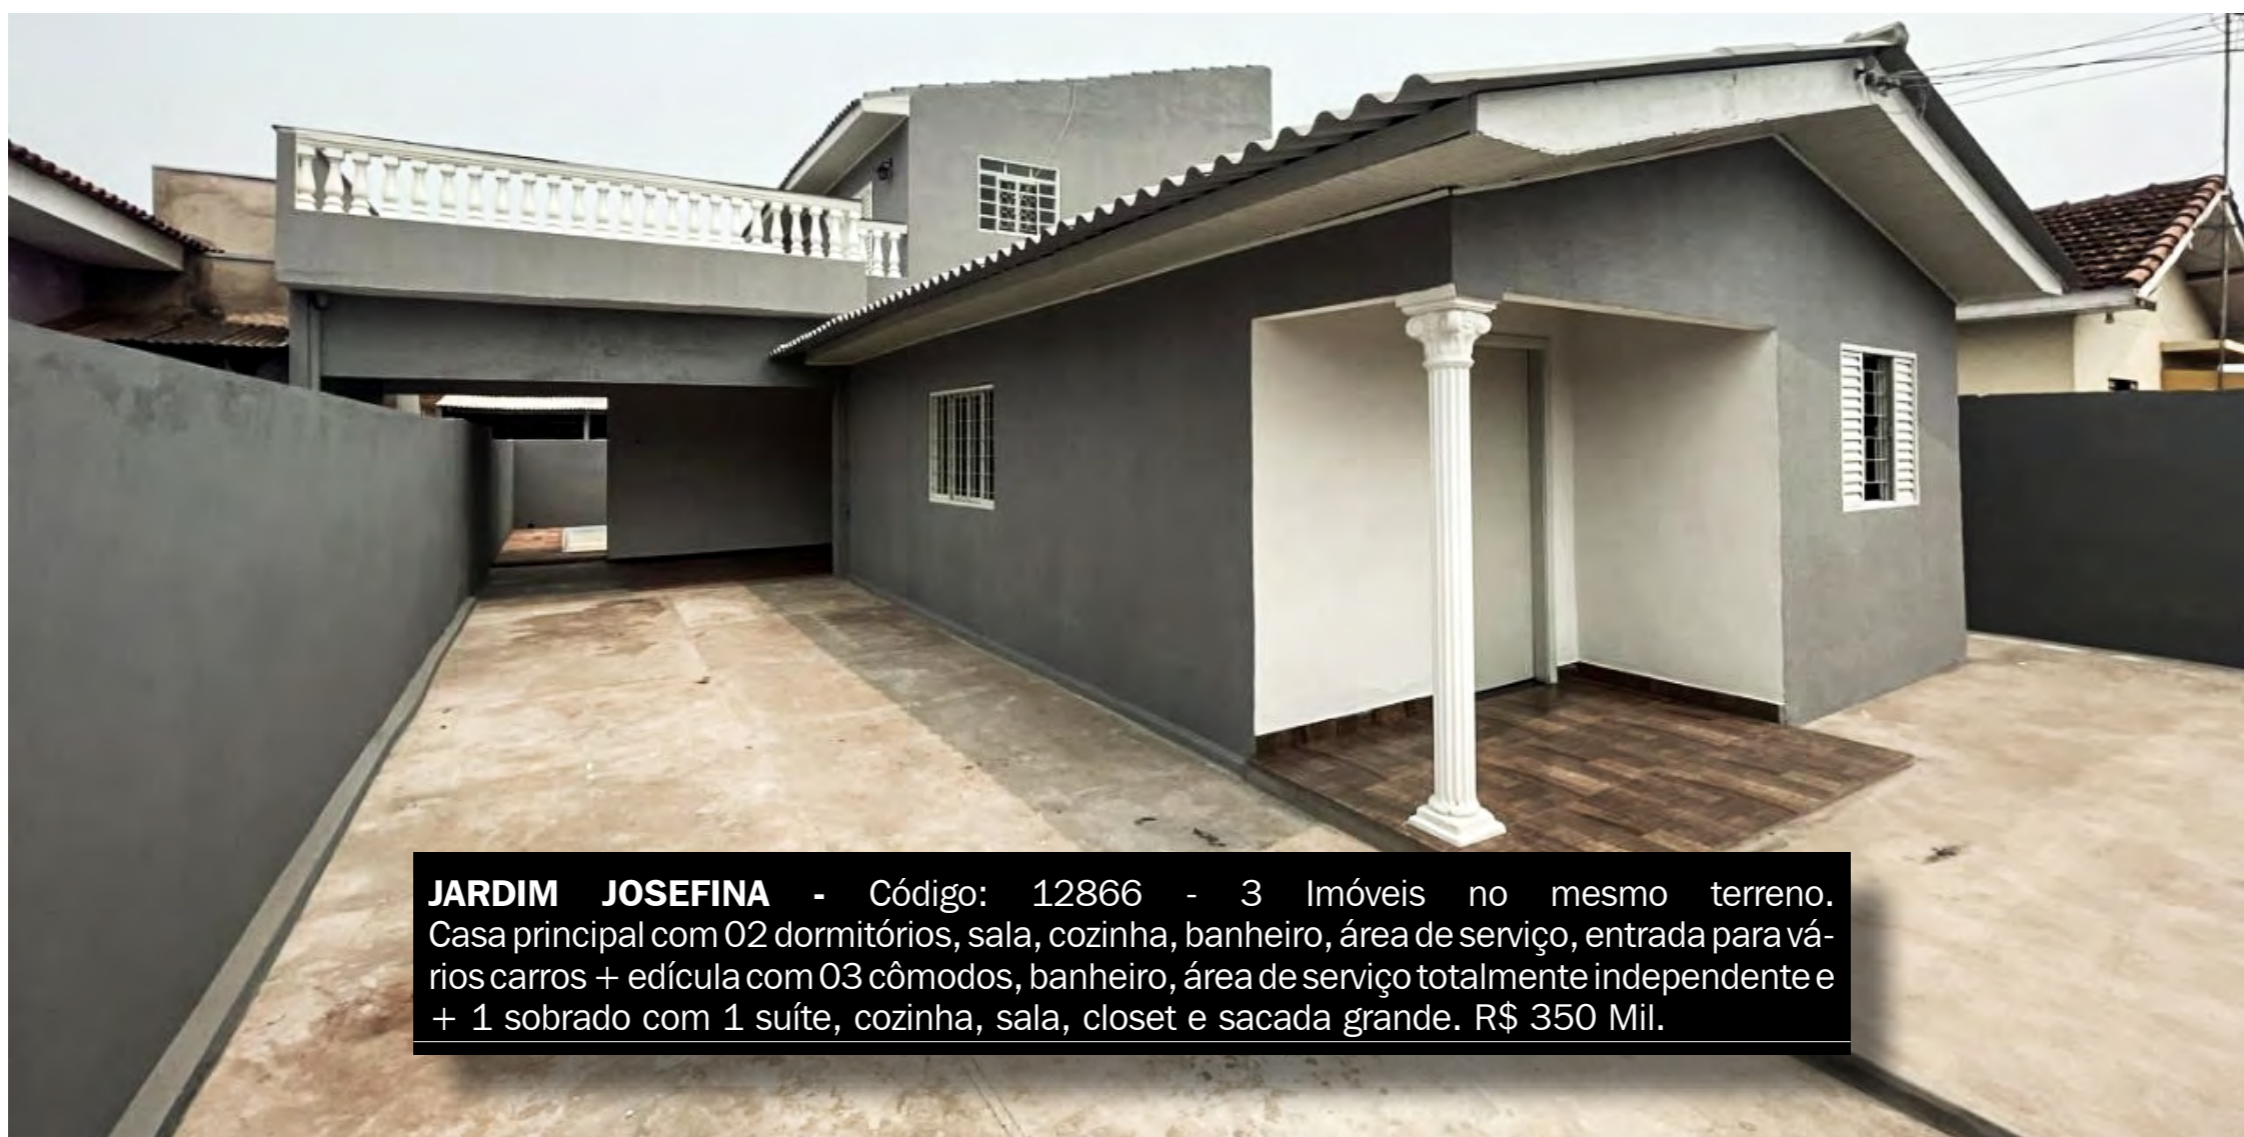 JARDIM JOSEFINA - Código: 12866 - 3 Imóveis no mesmo terreno.
Casa principal com 02 dormitórios, sala, cozinha, banheiro, área de serviço, entrada para vá-
rios carros + edícula com 03 cômodos, banheiro, área de serviço totalmente independente e
+ 1 sobrado com 1 suíte, cozinha, sala, closet e sacada grande. R$ 350 Mil.